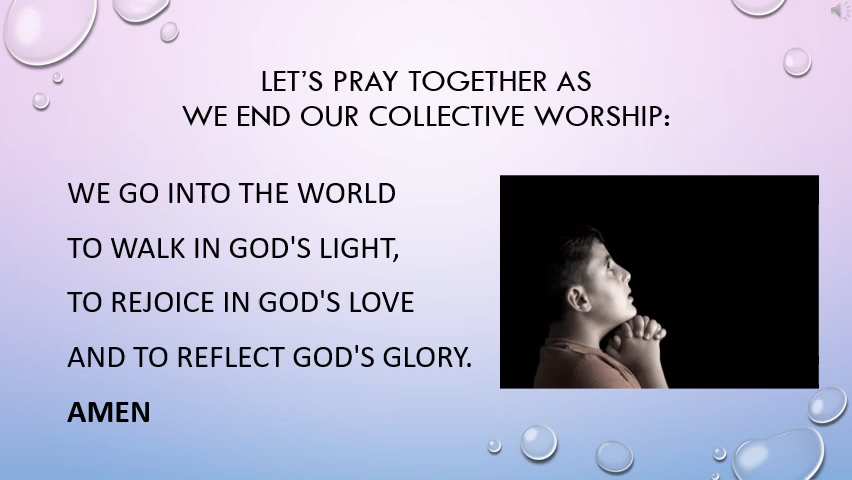 LET’S PRAY TOGETHER AS
WE END OUR COLLECTIVE WORSHIP:
WE GO INTO THE WORLD
TO WALK IN GOD'S LIGHT,
TO REJOICE IN GOD'S LOVE
AND TO REFLECT GOD'S GLORY.
AMEN